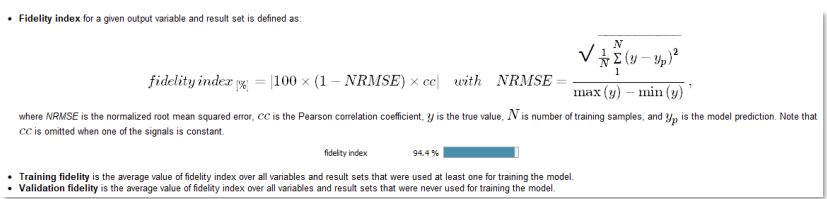 • Fidelity index for a given output variable and result set is defined as:
fidelity index [%] = |100 × (1 − NRMSE) × cc| with NRMSE = √(1/N Σ_1^N (y − y_p)²) / (max (y) − min (y)) ,
where NRMSE is the normalized root mean squared error, cc is the Pearson correlation coefficient, y is the true value, N is number of training samples, and y_p is the model prediction. Note that
cc is omitted when one of the signals is constant.
fidelity index 94.4 %
• Training fidelity is the average value of fidelity index over all variables and result sets that were used at least one for training the model.
• Validation fidelity is the average value of fidelity index over all variables and result sets that were never used for training the model.